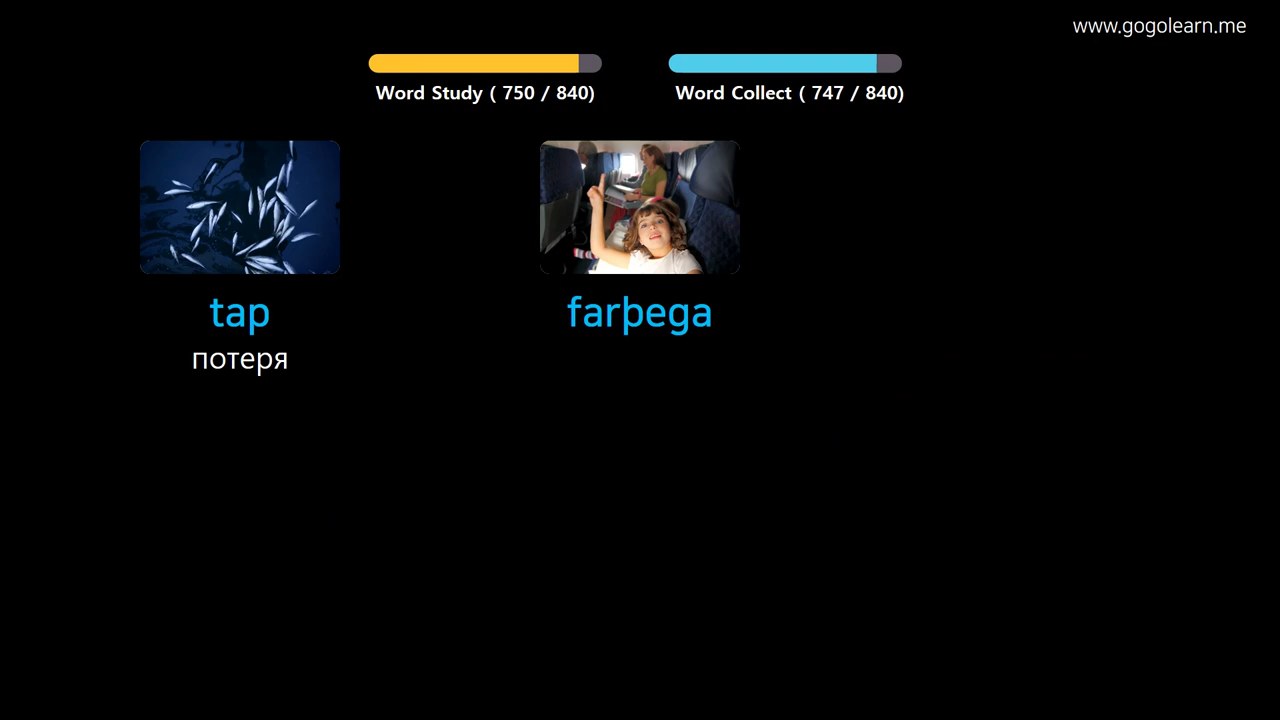 www.gogolearn.me
Word Study ( 750 / 840)
Word Collect ( 747 / 840)
tap
farþega
потеря